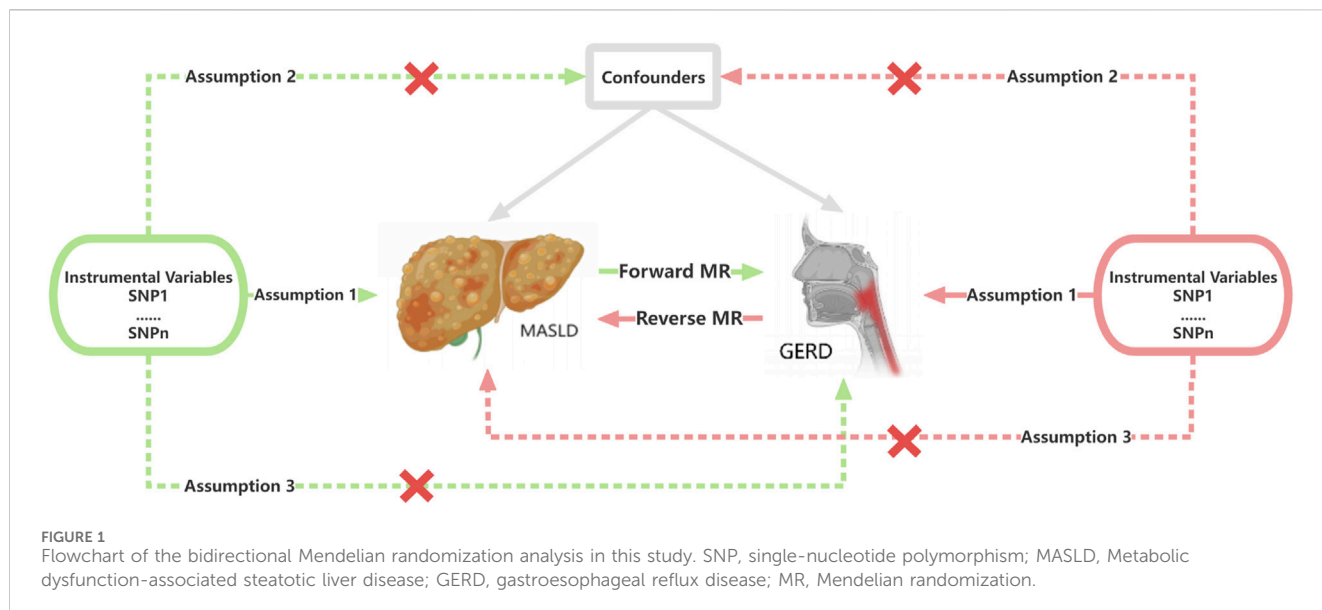 Assumption 2
Confounders
Assumption 2
Instrumental Variables
SNP1
......
SNPn
Assumption 1
MASLD
Forward MR
Reverse MR
GERD
Assumption 1
Instrumental Variables
SNP1
......
SNPn
Assumption 3
Assumption 3
FIGURE 1
Flowchart of the bidirectional Mendelian randomization analysis in this study. SNP, single-nucleotide polymorphism; MASLD, Metabolic
dysfunction-associated steatotic liver disease; GERD, gastroesophageal reflux disease; MR, Mendelian randomization.